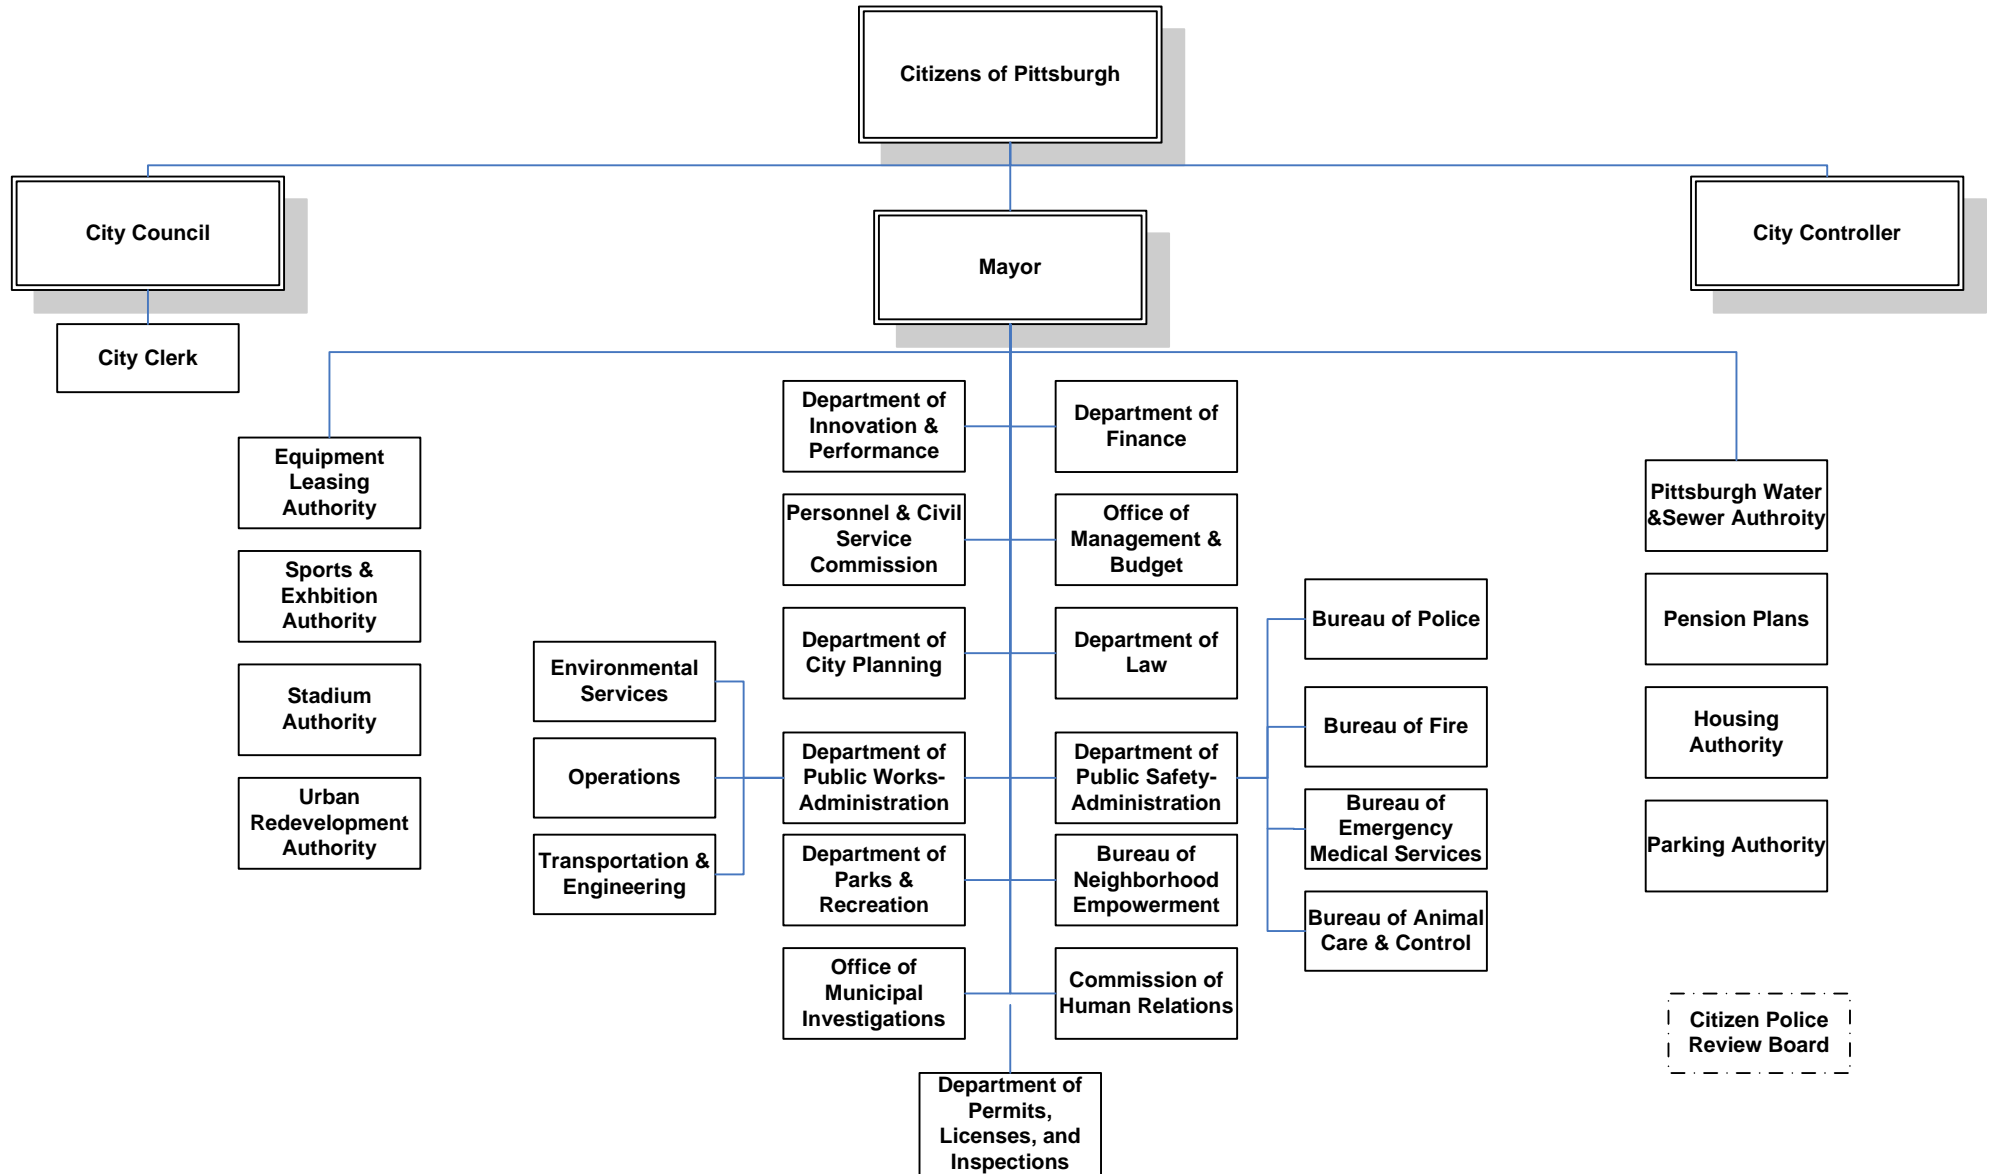 Citizens of Pittsburgh
City Council
Mayor
City Controller
City Clerk
Equipment
Leasing
Authority
Sports &
Exhbition
Authority
Stadium
Authority
Urban
Redevelopment
Authority
Environmental
Services
Operations
Transportation &
Engineering
Department of
Innovation &
Performance
Department of
Finance
Personnel & Civil
Service
Commission
Office of
Management &
Budget
Department of
City Planning
Department of
Law
Department of
Public Works-
Administration
Department of
Public Safety-
Administration
Department of
Parks &
Recreation
Bureau of
Neighborhood
Empowerment
Office of
Municipal
Investigations
Commission of
Human Relations
Department of
Permits,
Licenses, and
Inspections
Bureau of Police
Bureau of Fire
Bureau of
Emergency
Medical Services
Bureau of Animal
Care & Control
Pittsburgh Water
&Sewer Authroity
Pension Plans
Housing
Authority
Parking Authority
Citizen Police
Review Board